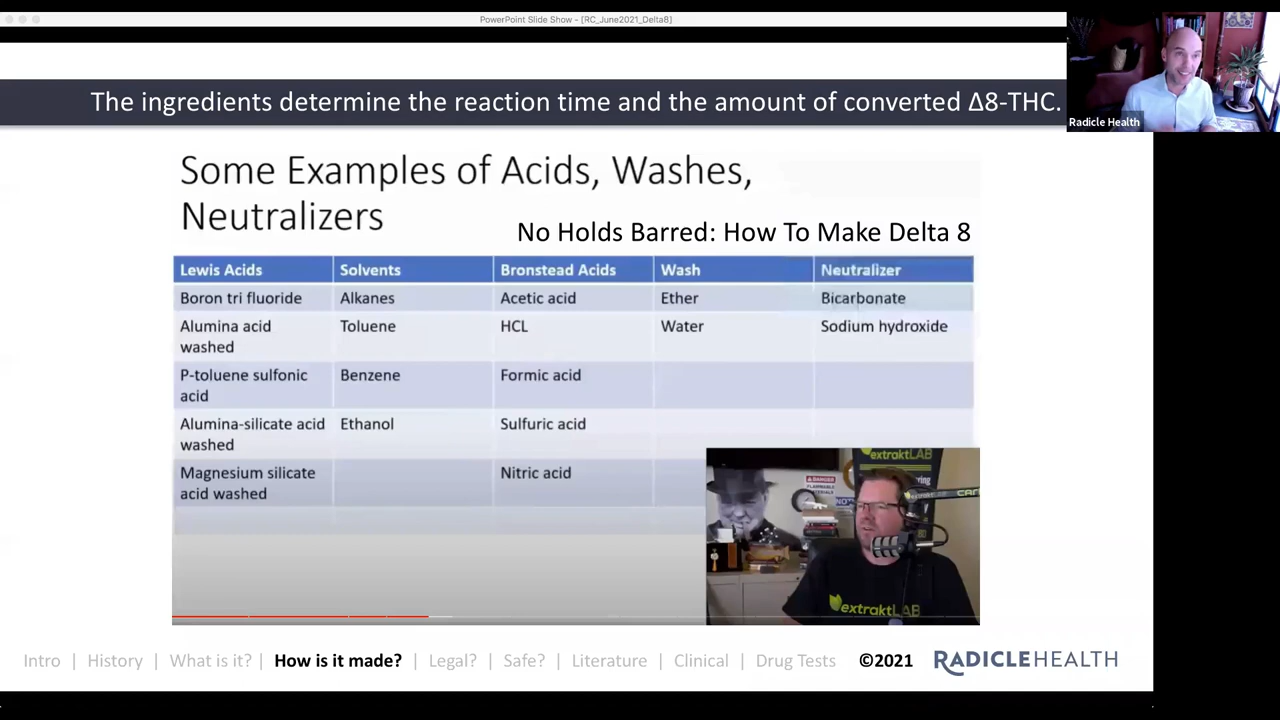 PowerPoint Slide Show - [RC_June2021_Delta8]
The ingredients determine the reaction time and the amount of converted Δ8-THC.
Radicle Health
Some Examples of Acids, Washes,
Neutralizers
No Holds Barred: How To Make Delta 8
Lewis Acids Solvents Bronstead Acids Wash Neutralizer
Boron tri fluoride Alkanes Acetic acid Ether Bicarbonate
Alumina acid Toluene HCL Water Sodium hydroxide
washed
P-toluene sulfonic Benzene Formic acid
acid
Alumina-silicate acid Ethanol Sulfuric acid
washed
Magnesium silicate Nitric acid
acid washed
extraktLAB
DANGER
extraktLAB
extraktLAB
Intro | History | What is it? | How is it made? | Legal? | Safe? | Literature | Clinical | Drug Tests ©2021 RADICLEHEALTH